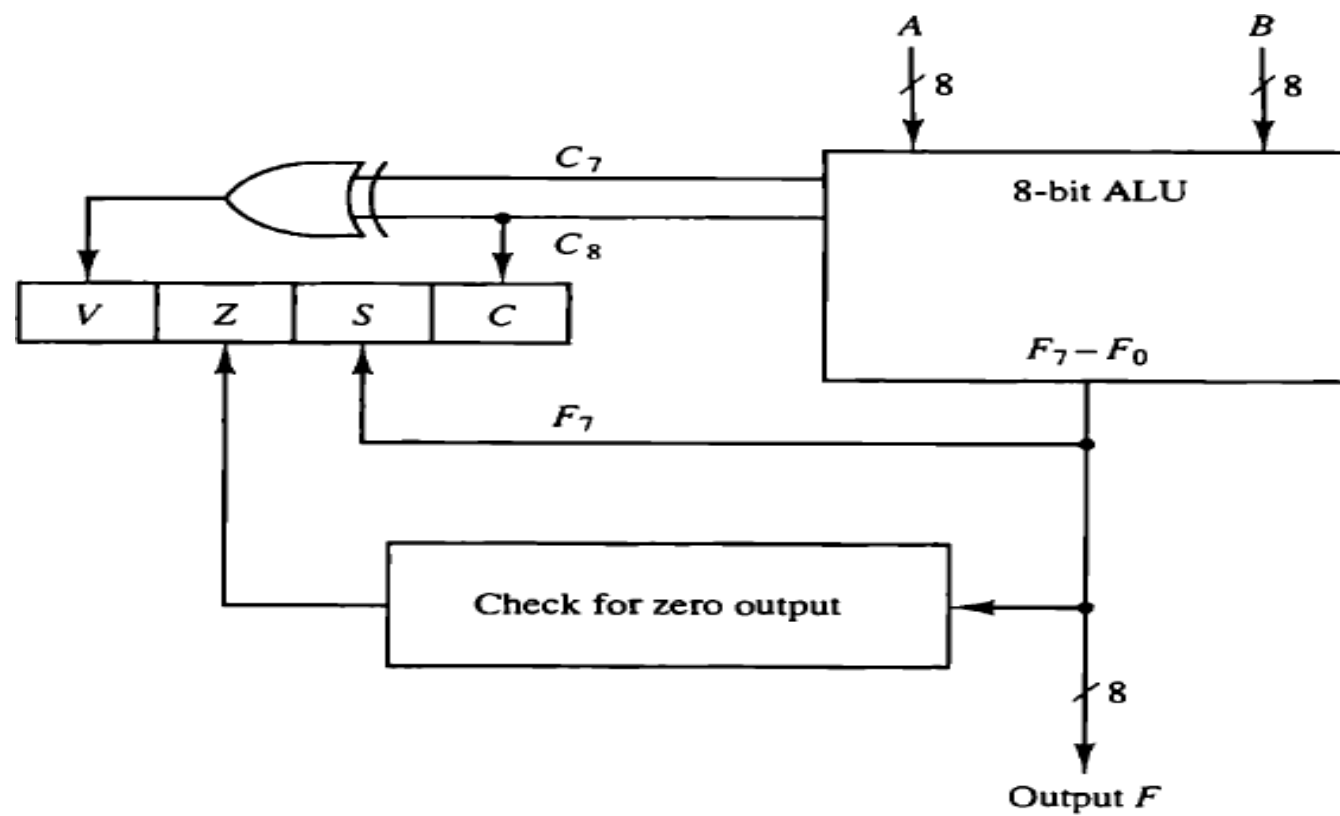 A B
8 8
C7
8-bit ALU
C8
V Z S C
F7 – F0
F7
Check for zero output
8
Output F